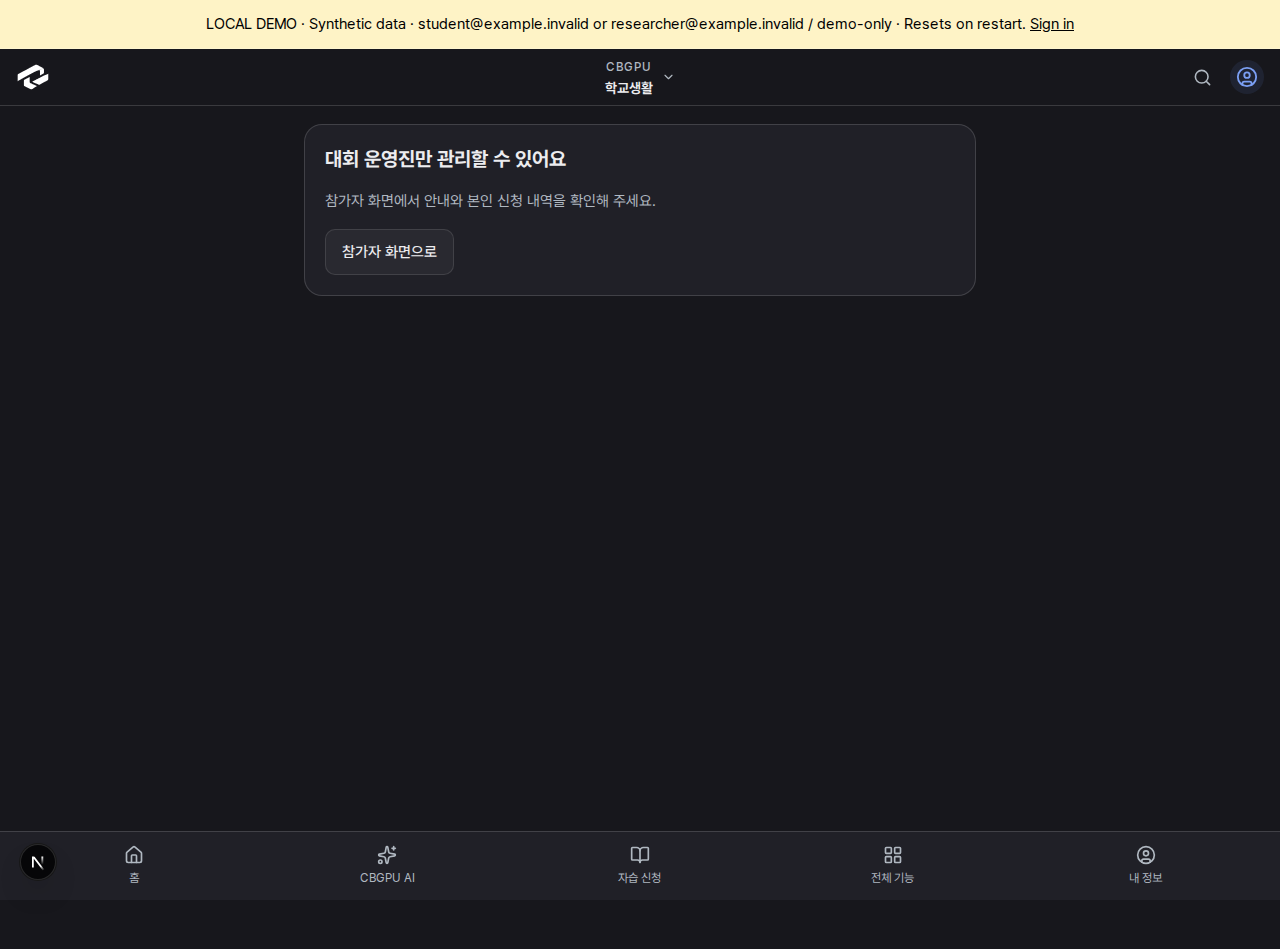 LOCAL DEMO · Synthetic data · student@example.invalid or researcher@example.invalid / demo-only · Resets on restart. Sign in
CBGPU
학교생활
대회 운영진만 관리할 수 있어요
참가자 화면에서 안내와 본인 신청 내역을 확인해 주세요.
참가자 화면으로
N
홈
CBGPU AI
자습 신청
전체 기능
내 정보